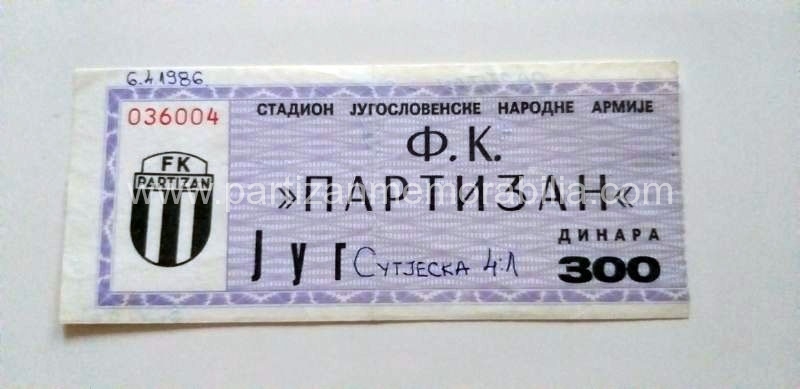 6.4.1986.
036004
СТАДИОН ЈУГОСЛОВЕНСКЕ НАРОДНЕ АРМИЈЕ
Ф.К.
FK
PARTIZAN
»ПАРТИЗАН«
www.partizanmemorabilia.com
ДИНАРА
Југ Сутјеска 4:1
300